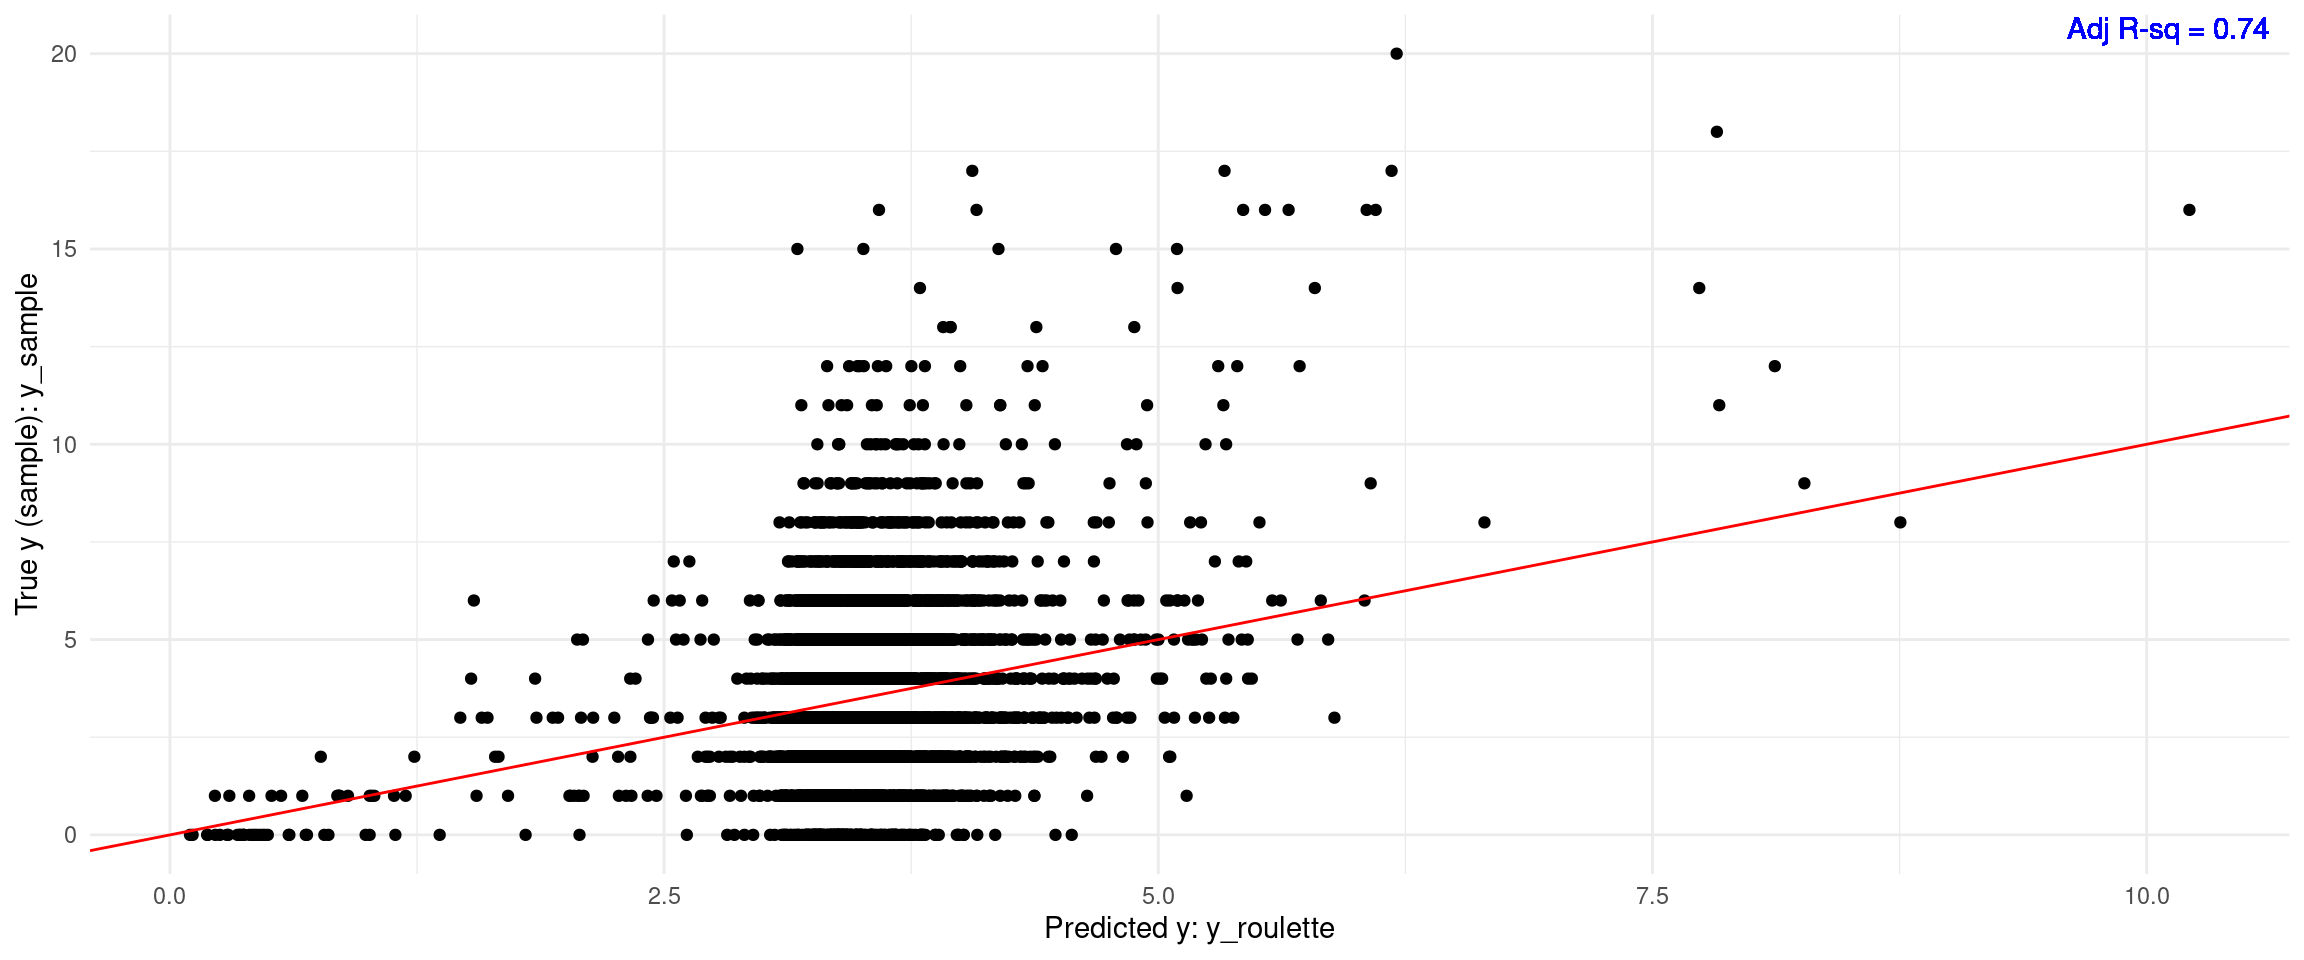 Adj R-sq = 0.74
True y (sample): y_sample
20
15
10
5
0
0.0 2.5 5.0 7.5 10.0
Predicted y: y_roulette